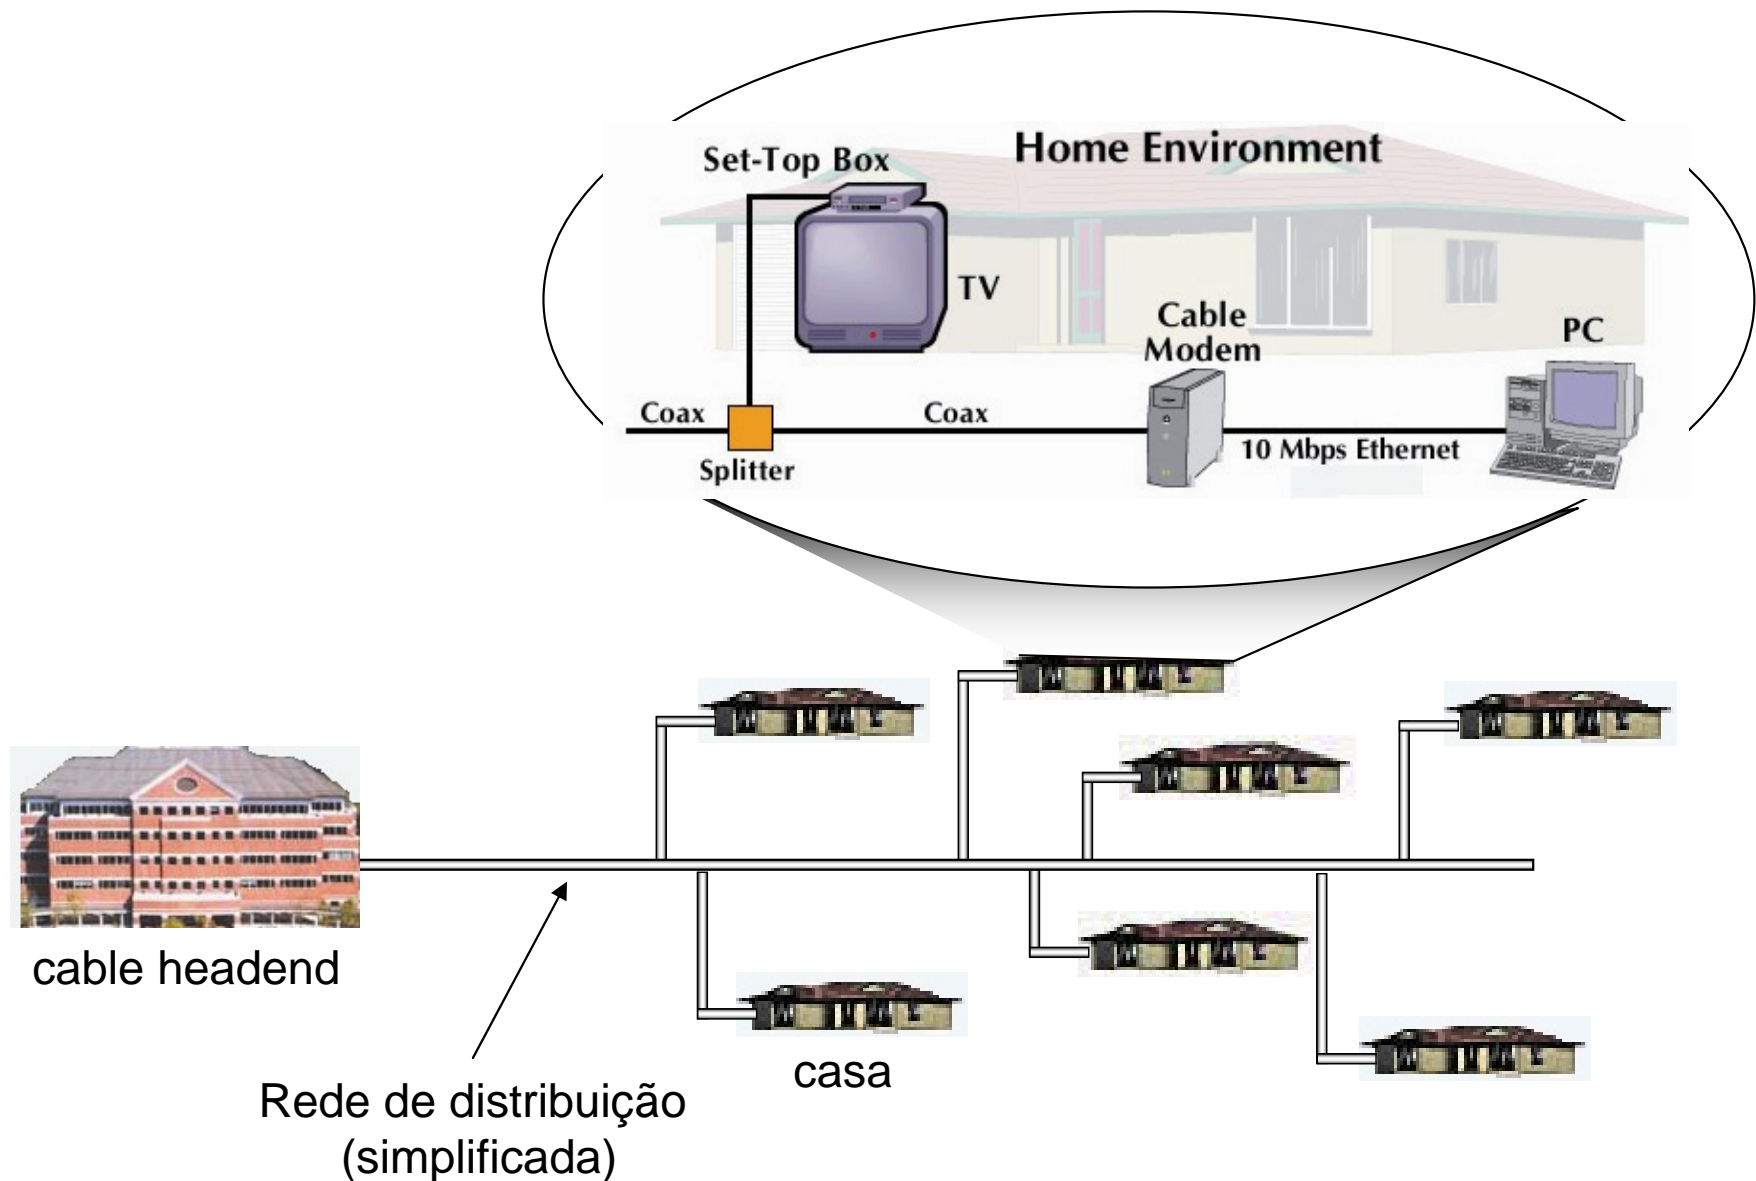 Home Environment
Set-Top Box
TV
Cable
Modem
PC
Coax
Coax
10 Mbps Ethernet
Splitter
cable headend
casa
Rede de distribuição
(simplificada)